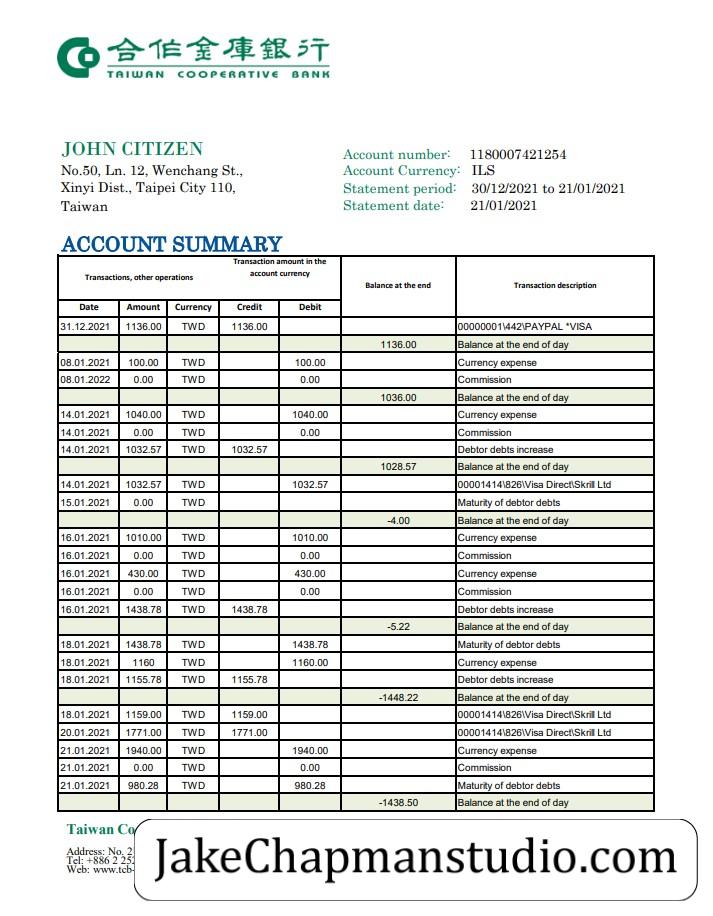 合作金庫銀行
TAIWAN COOPERATIVE BANK
JOHN CITIZEN
No.50, Ln. 12, Wenchang St.,
Xinyi Dist., Taipei City 110,
Taiwan
Account number: 1180007421254
Account Currency: ILS
Statement period: 30/12/2021 to 21/01/2021
Statement date: 21/01/2021
ACCOUNT SUMMARY
Transactions, other operations
Transaction amount in the
account currency
Balance at the end
Transaction description
Date Amount Currency Credit Debit
31.12.2021 1136.00 TWD 1136.00 00000001\442\PAYPAL *VISA
1136.00 Balance at the end of day
08.01.2021 100.00 TWD 100.00 Currency expense
08.01.2022 0.00 TWD 0.00 Commission
1036.00 Balance at the end of day
14.01.2021 1040.00 TWD 1040.00 Currency expense
14.01.2021 0.00 TWD 0.00 Commission
14.01.2021 1032.57 TWD 1032.57 Debtor debts increase
1028.57 Balance at the end of day
14.01.2021 1032.57 TWD 1032.57 00001414\826\Visa Direct\Skrill Ltd
15.01.2021 0.00 TWD Maturity of debtor debts
-4.00 Balance at the end of day
16.01.2021 1010.00 TWD 1010.00 Currency expense
16.01.2021 0.00 TWD 0.00 Commission
16.01.2021 430.00 TWD 430.00 Currency expense
16.01.2021 0.00 TWD 0.00 Commission
16.01.2021 1438.78 TWD 1438.78 Debtor debts increase
-5.22 Balance at the end of day
18.01.2021 1438.78 TWD 1438.78 Maturity of debtor debts
18.01.2021 1160 TWD 1160.00 Currency expense
18.01.2021 1155.78 TWD 1155.78 Debtor debts increase
-1448.22 Balance at the end of day
18.01.2021 1159.00 TWD 1159.00 00001414\826\Visa Direct\Skrill Ltd
20.01.2021 1771.00 TWD 1771.00 00001414\826\Visa Direct\Skrill Ltd
21.01.2021 1940.00 TWD 1940.00 Currency expense
21.01.2021 0.00 TWD 0.00 Commission
21.01.2021 980.28 TWD 980.28 Maturity of debtor debts
-1438.50 Balance at the end of day
Taiwan Co
Address: No. 2
Tel: +886 2 252
Web: www.tcb-
JakeChapmanstudio.com